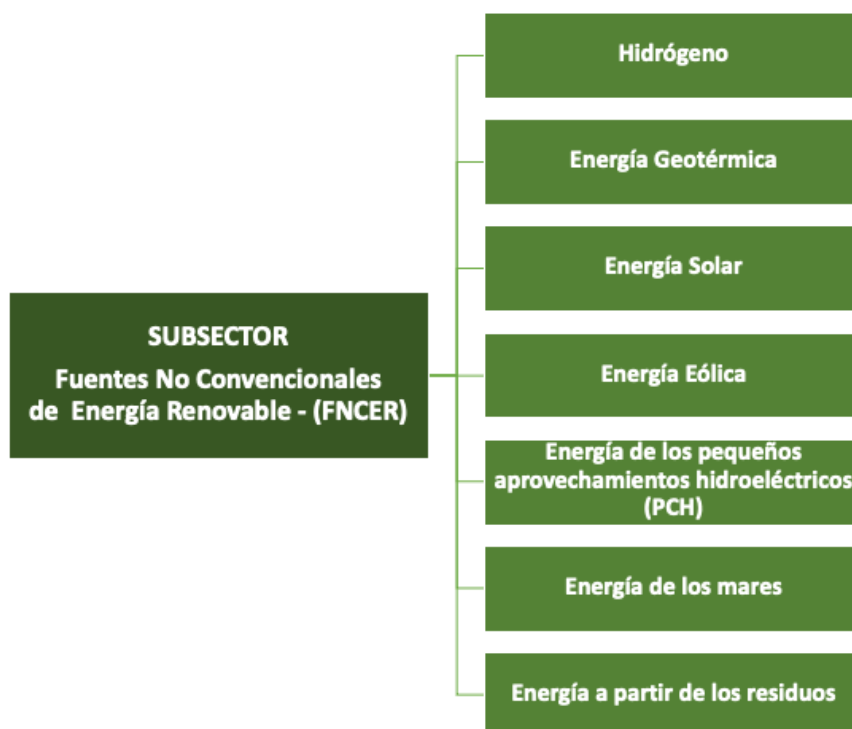 Hidrógeno
Energía Geotérmica
Energía Solar
SUBSECTOR
Fuentes No Convencionales
de Energía Renovable - (FNCER)
Energía Eólica
Energía de los pequeños
aprovechamientos hidroeléctricos
(PCH)
Energía de los mares
Energía a partir de los residuos